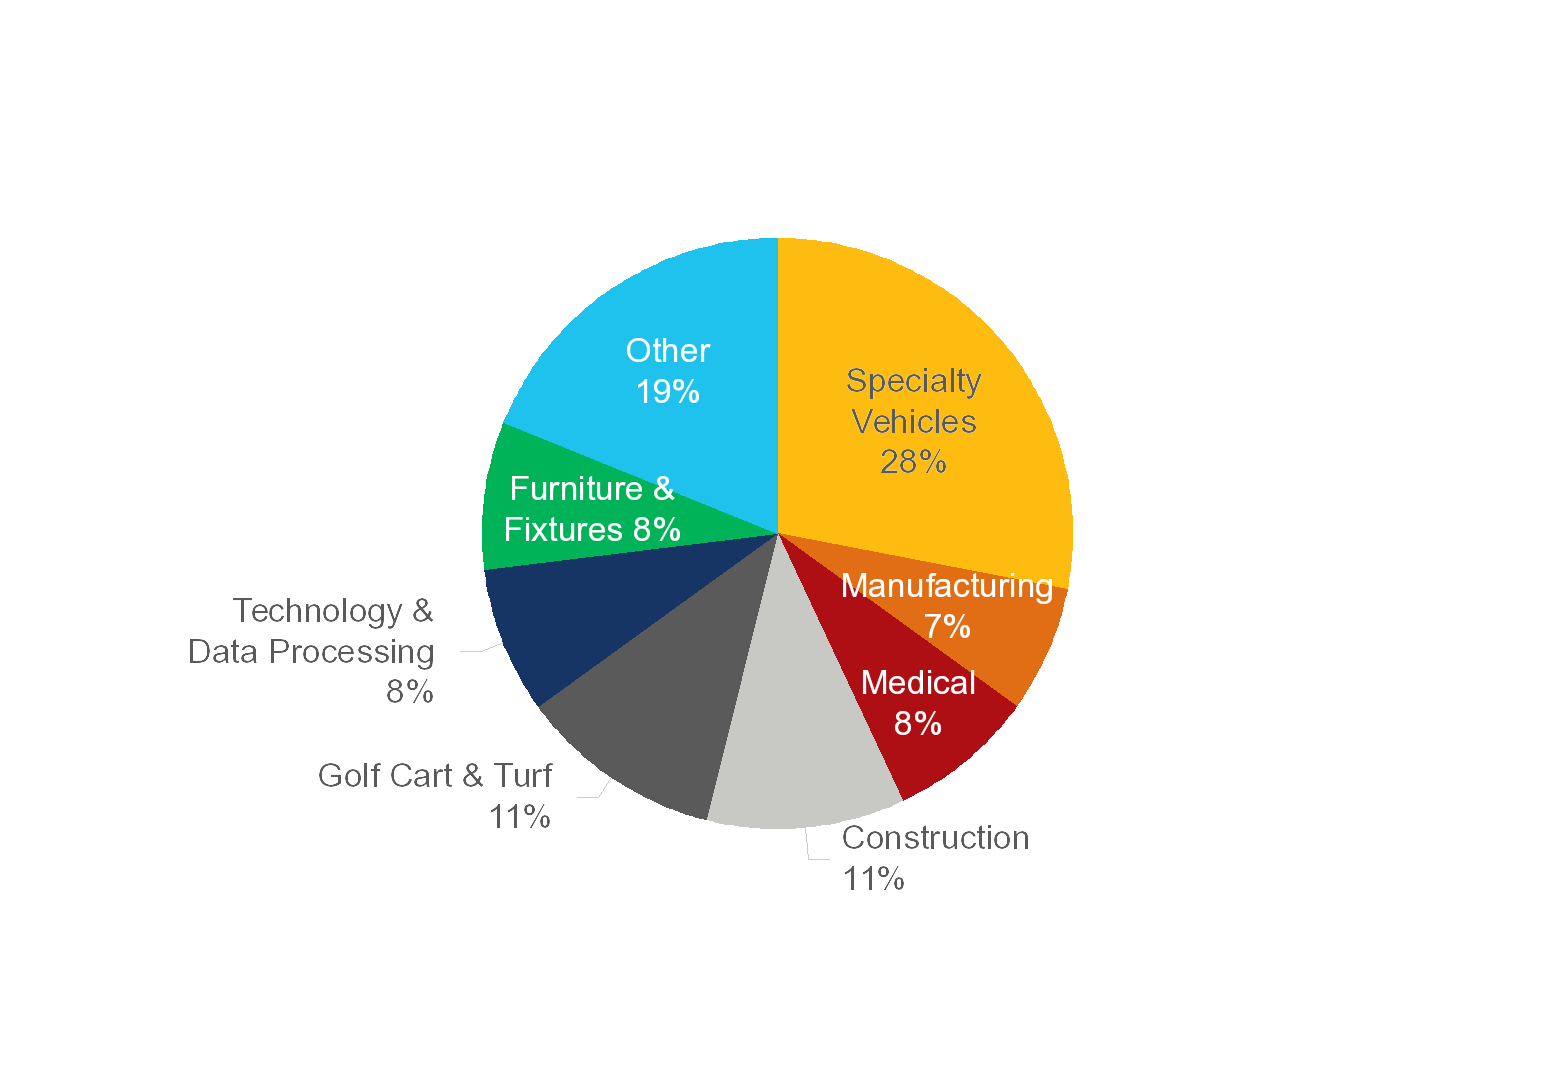 Other
19%
Specialty
Vehicles
28%
Furniture &
Fixtures 8%
Manufacturing
7%
Technology &
Data Processing
8%
Medical
8%
Golf Cart & Turf
11%
Construction
11%